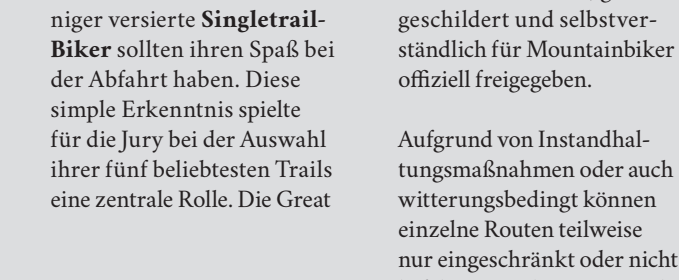 niger versierte Singletrail-
Biker sollten ihren Spaß bei
der Abfahrt haben. Diese
simple Erkenntnis spielte
für die Jury bei der Auswahl
ihrer fünf beliebtesten Trails
eine zentrale Rolle. Die Great
geschildert und selbstver-
ständlich für Mountainbiker
offiziell freigegeben.
Aufgrund von Instandhal-
tungsmaßnahmen oder auch
witterungsbedingt können
einzelne Routen teilweise
nur eingeschränkt oder nicht